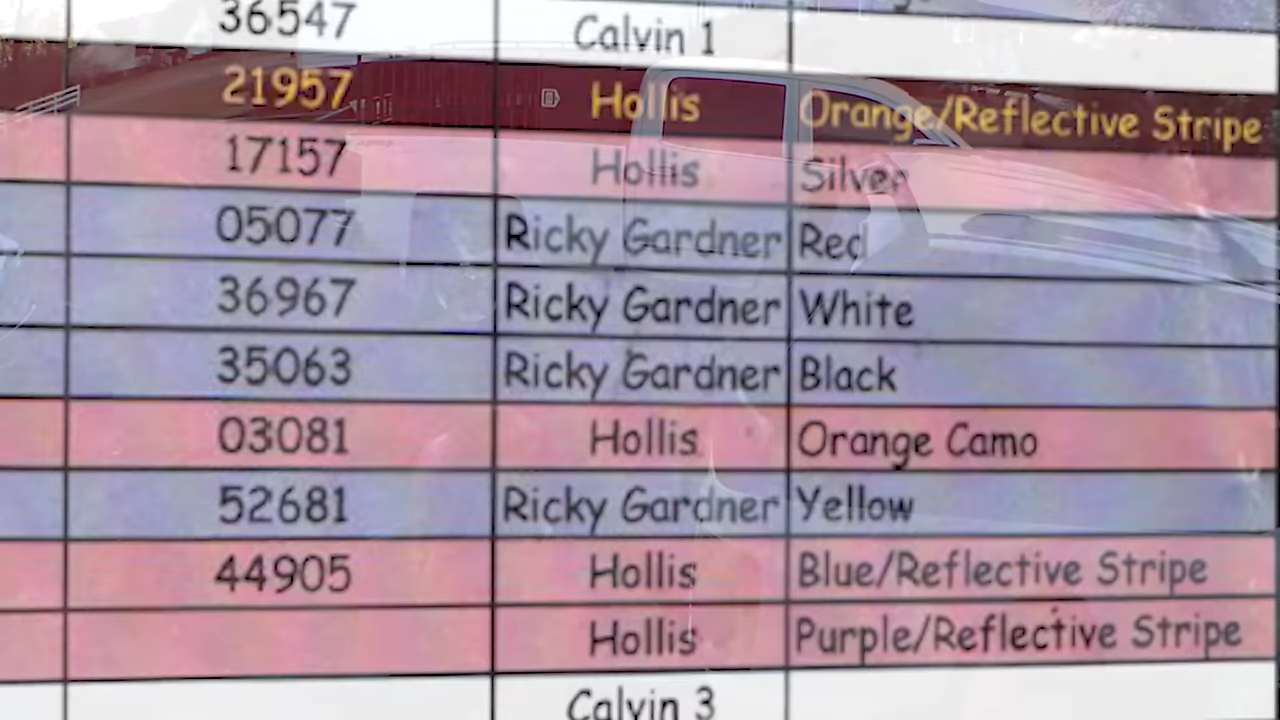 36547 Calvin 1
21957 Hollis Orange/Reflective Stripe
17157 Hollis Silver
05077 Ricky Gardner Red
36967 Ricky Gardner White
35063 Ricky Gardner Black
03081 Hollis Orange Camo
52681 Ricky Gardner Yellow
44905 Hollis Blue/Reflective Stripe
Hollis Purple/Reflective Stripe
Calvin 3